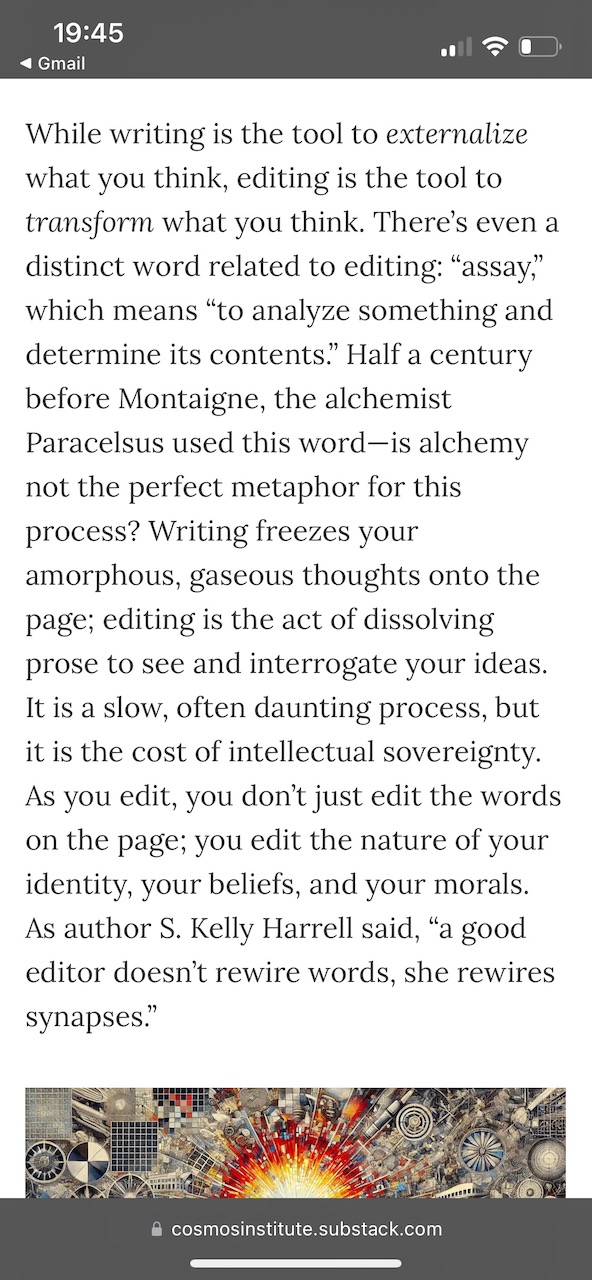 19:45
◀ Gmail
While writing is the tool to externalize
what you think, editing is the tool to
transform what you think. There’s even a
distinct word related to editing: “assay,”
which means “to analyze something and
determine its contents.” Half a century
before Montaigne, the alchemist
Paracelsus used this word—is alchemy
not the perfect metaphor for this
process? Writing freezes your
amorphous, gaseous thoughts onto the
page; editing is the act of dissolving
prose to see and interrogate your ideas.
It is a slow, often daunting process, but
it is the cost of intellectual sovereignty.
As you edit, you don’t just edit the words
on the page; you edit the nature of your
identity, your beliefs, and your morals.
As author S. Kelly Harrell said, “a good
editor doesn’t rewire words, she rewires
synapses.”
cosmosinstitute.substack.com